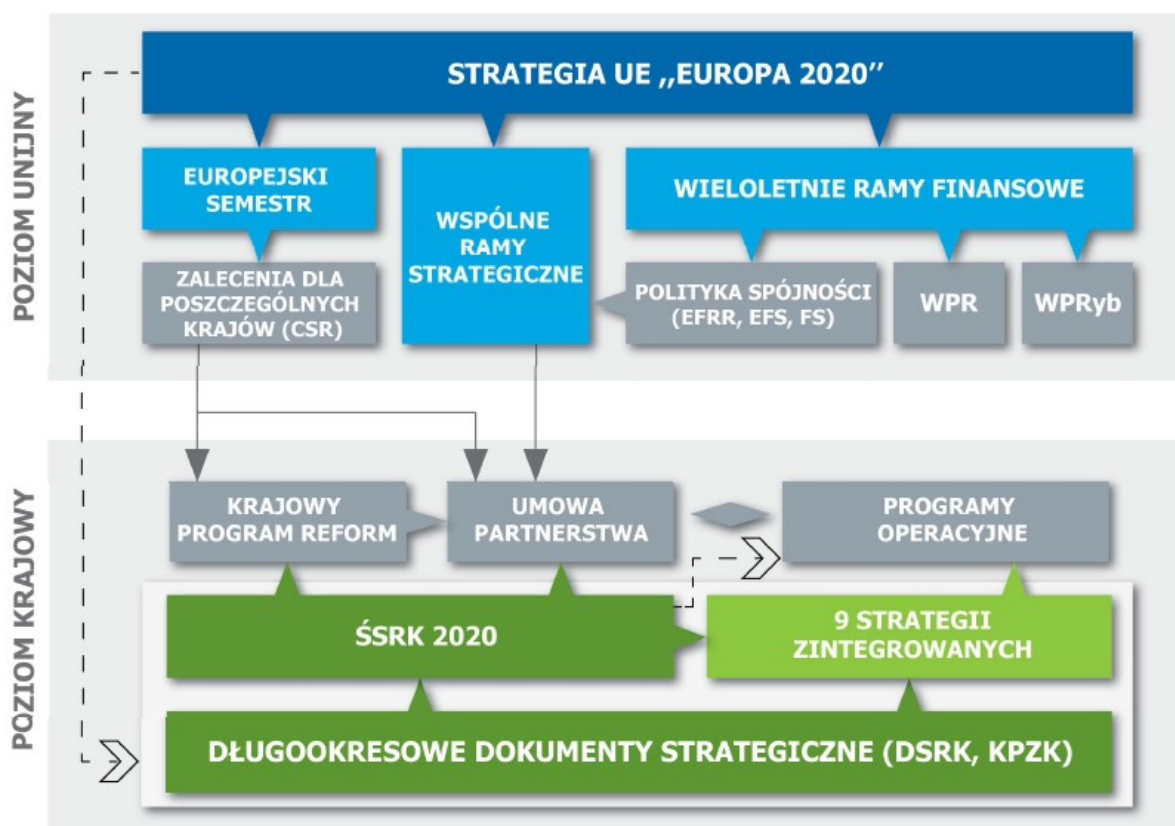 POZIOM UNIJNY
STRATEGIA UE ,,EUROPA 2020”
EUROPEJSKI
SEMESTR
WSPÓLNE
RAMY
STRATEGICZNE
WIELOLETNIE RAMY FINANSOWE
ZALECENIA DLA
POSZCZEGÓLNYCH
KRAJÓW (CSR)
POLITYKA SPÓJNOŚCI
(EFRR, EFS, FS)
WPR
WPRyb
POZIOM KRAJOWY
KRAJOWY
PROGRAM REFORM
UMOWA
PARTNERSTWA
PROGRAMY
OPERACYJNE
ŚSRK 2020
9 STRATEGII
ZINTEGROWANYCH
DŁUGOOKRESOWE DOKUMENTY STRATEGICZNE (DSRK, KPZK)